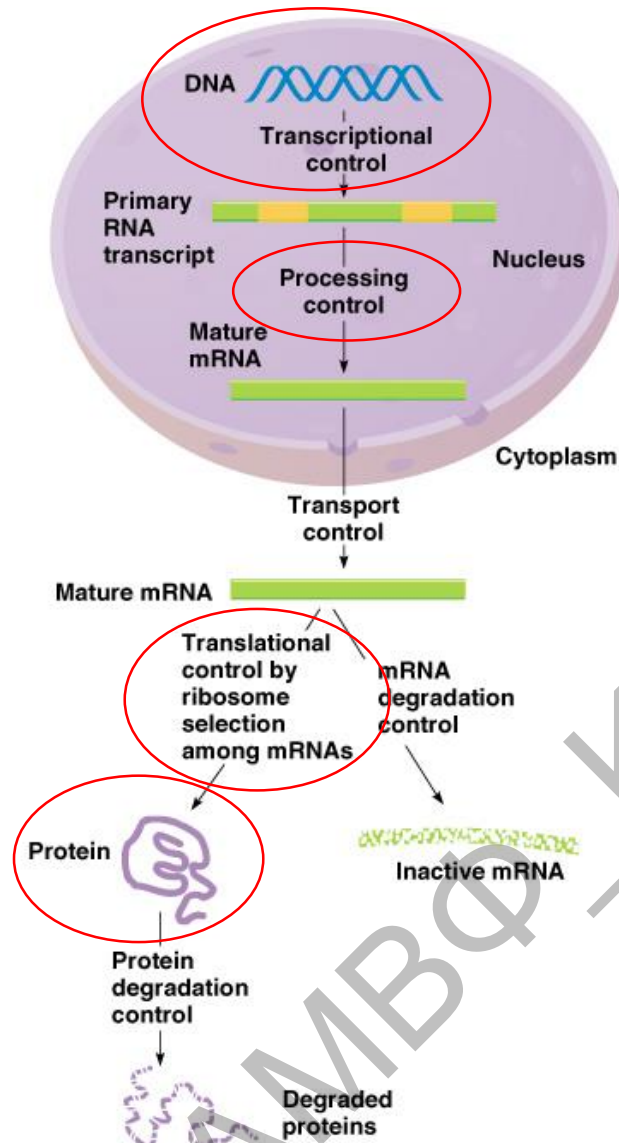 DNA
Transcriptional
control
Primary
RNA
transcript
Nucleus
Processing
control
Mature
mRNA
Cytoplasm
Transport
control
Mature mRNA
Translational
control by
ribosome
selection
among mRNAs
mRNA
degradation
control
Protein
Inactive mRNA
Protein
degradation
control
Degraded
proteins
АМВФ_К